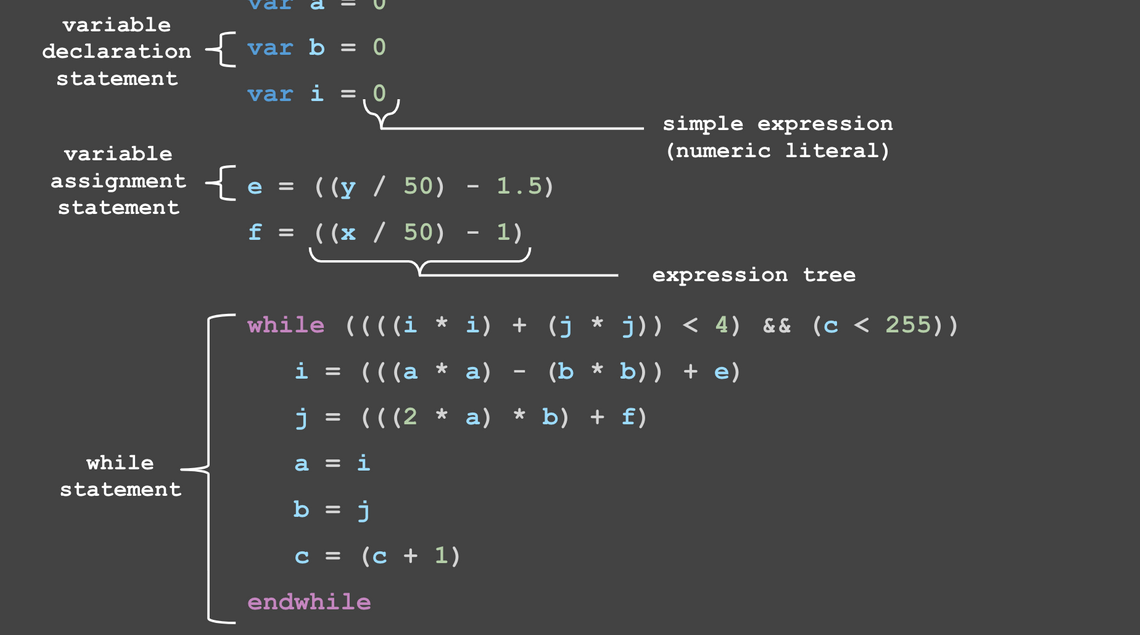 var a = 0
variable
declaration
statement
var b = 0
var i = 0
simple expression
(numeric literal)
variable
assignment
statement
e = ((y / 50) - 1.5)
f = ((x / 50) - 1)
expression tree
while ((((i * i) + (j * j)) < 4) && (c < 255))
i = (((a * a) - (b * b)) + e)
j = (((2 * a) * b) + f)
a = i
while
statement
b = j
c = (c + 1)
endwhile